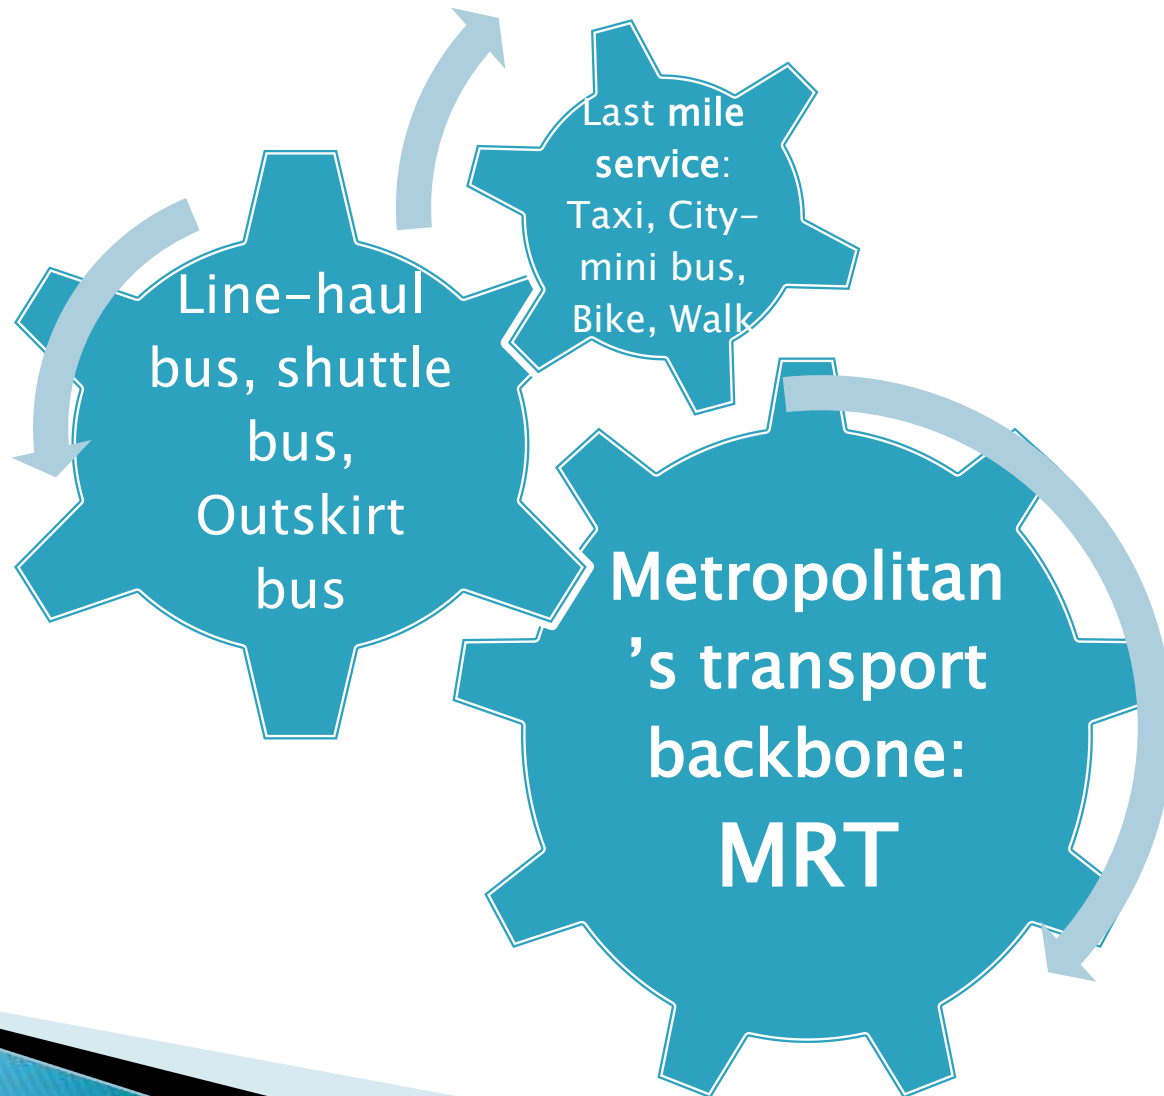 Last mile
service:
Taxi, City-
mini bus,
Bike, Walk
Line-haul
bus, shuttle
bus,
Outskirt
bus
Metropolitan
’s transport
backbone:
MRT